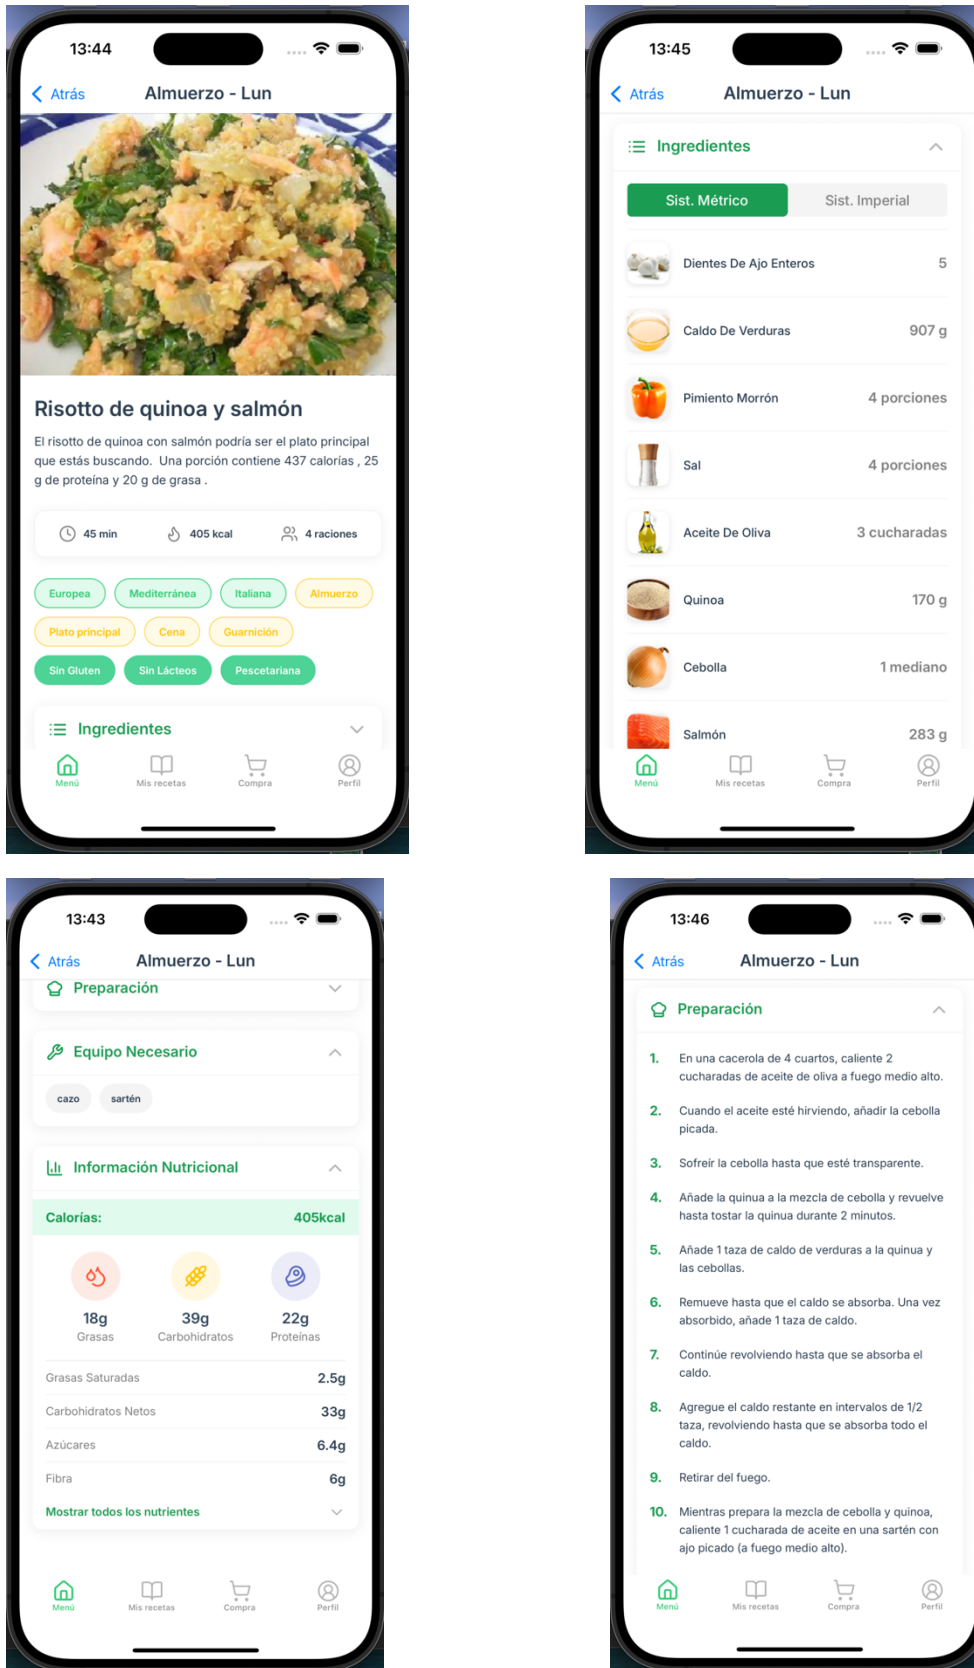 13:44
Atrás
Almuerzo - Lun
Risotto de quinoa y salmón
El risotto de quinoa con salmón podría ser el plato principal
que estás buscando. Una porción contiene 437 calorías , 25
g de proteína y 20 g de grasa .
45 min
405 kcal
4 raciones
Europea
Mediterránea
Italiana
Almuerzo
Plato principal
Cena
Guarnición
Sin Gluten
Sin Lácteos
Pescetariana
Ingredientes
Menú
Mis recetas
Compra
Perfil
13:45
Atrás
Almuerzo - Lun
Ingredientes
Sist. Métrico
Sist. Imperial
Dientes De Ajo Enteros 5
Caldo De Verduras 907 g
Pimiento Morrón 4 porciones
Sal 4 porciones
Aceite De Oliva 3 cucharadas
Quinoa 170 g
Cebolla 1 mediano
Salmón 283 g
Menú
Mis recetas
Compra
Perfil
13:43
Atrás
Almuerzo - Lun
Preparación
Equipo Necesario
cazo
sartén
Información Nutricional
Calorías: 405kcal
18g
Grasas
39g
Carbohidratos
22g
Proteínas
Grasas Saturadas 2.5g
Carbohidratos Netos 33g
Azúcares 6.4g
Fibra 6g
Mostrar todos los nutrientes
Menú
Mis recetas
Compra
Perfil
13:46
Atrás
Almuerzo - Lun
Preparación
1. En una cacerola de 4 cuartos, caliente 2
cucharadas de aceite de oliva a fuego medio alto.
2. Cuando el aceite esté hirviendo, añadir la cebolla
picada.
3. Sofreír la cebolla hasta que esté transparente.
4. Añade la quinua a la mezcla de cebolla y revuelve
hasta tostar la quinua durante 2 minutos.
5. Añade 1 taza de caldo de verduras a la quinua y
las cebollas.
6. Remueve hasta que el caldo se absorba. Una vez
absorbido, añade 1 taza de caldo.
7. Continúe revolviendo hasta que se absorba el
caldo.
8. Agregue el caldo restante en intervalos de 1/2
taza, revolviendo hasta que se absorba todo el
caldo.
9. Retirar del fuego.
10. Mientras prepara la mezcla de cebolla y quinoa,
caliente 1 cucharada de aceite en una sartén con
ajo picado (a fuego medio alto).
Menú
Mis recetas
Compra
Perfil